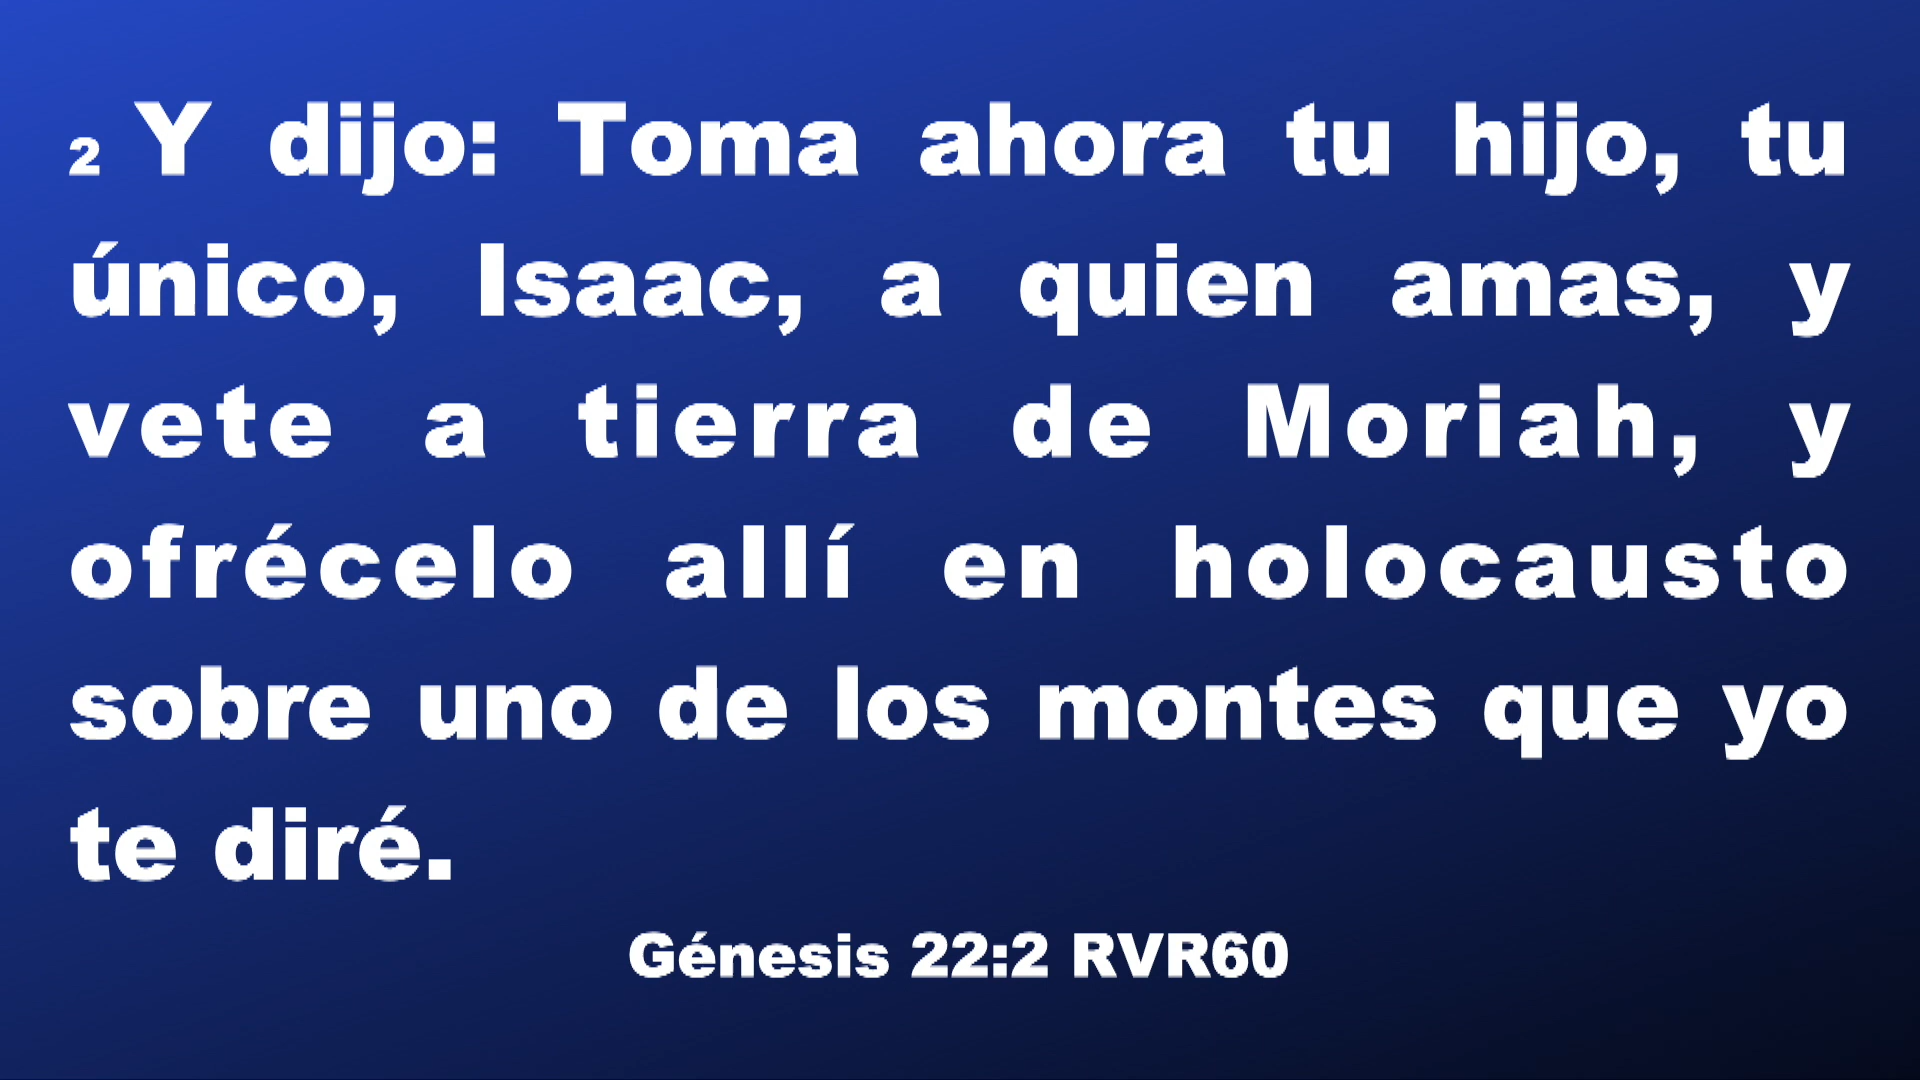 2 Y dijo: Toma ahora tu hijo, tu
único, Isaac, a quien amas, y
vete a tierra de Moriah, y
ofrécelo allí en holocausto
sobre uno de los montes que yo
te diré.
Génesis 22:2 RVR60